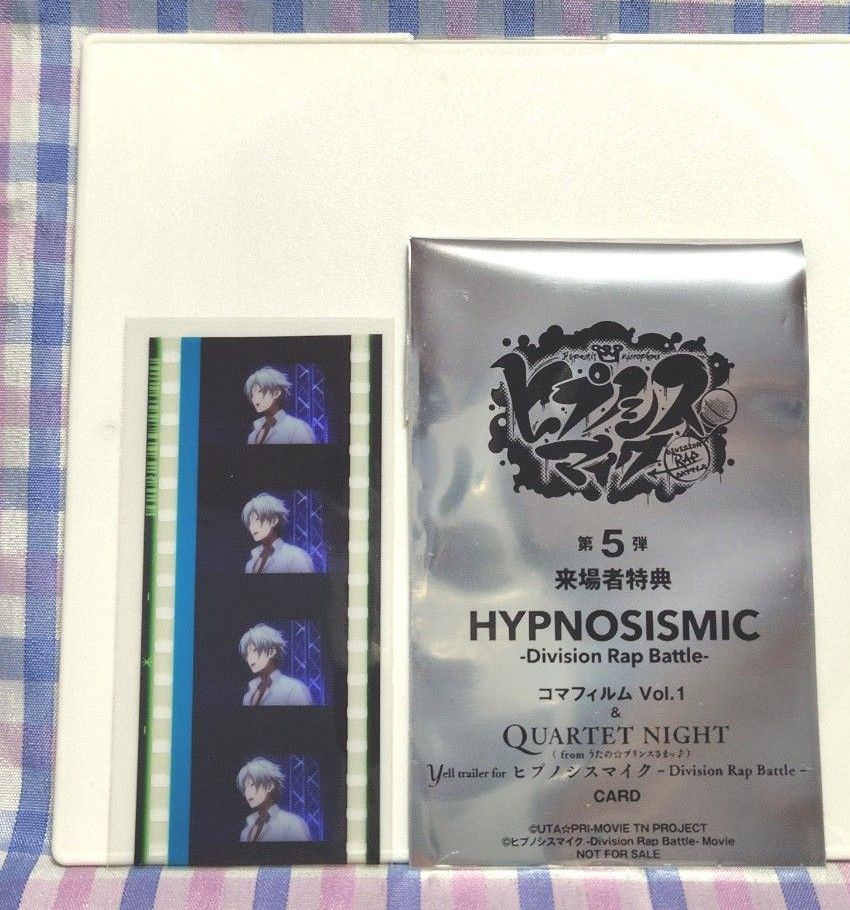 Hypnosis Microphone
ヒプノシス
マイク
DIVISION
RAP
BATTLE
第5弾
来場者特典
HYPNOSISMIC
-Division Rap Battle-
コマフィルム Vol.1
&
QUARTET NIGHT
( from うたの☆プリンスさまっ♪ )
Yell trailer for ヒプノシスマイク - Division Rap Battle -
CARD
©UTA☆PRI-MOVIE TN PROJECT
©ヒプノシスマイク -Division Rap Battle- Movie
NOT FOR SALE